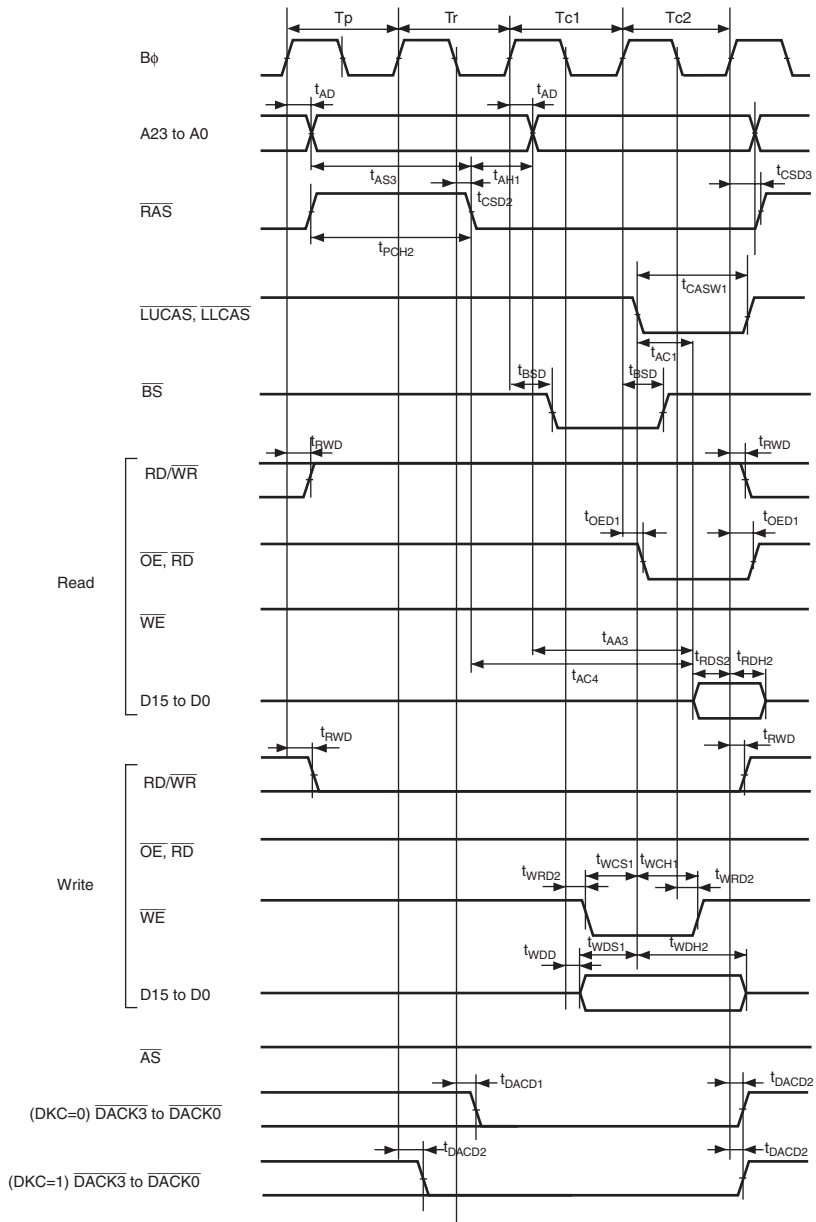 Tp Tr Tc1 Tc2
Bϕ
tAD tAD
A23 to A0
tAS3 tAH1 tCSD3
tCSD2
RAS
tPCH2
tCASW1
LUCAS, LLCAS
tAC1
tBSD tBSD
BS
tRWD tRWD
RD/WR
tOED1 tOED1
OE, RD
Read
WE
tAA3
tRDS2 tRDH2
tAC4
D15 to D0
tRWD tRWD
RD/WR
OE, RD
tWCS1 tWCH1
tWRD2 tWRD2
Write
WE
tWDS1 tWDH2
tWDD
D15 to D0
AS
tDACD1 tDACD2
(DKC=0) DACK3 to DACK0
tDACD2 tDACD2
(DKC=1) DACK3 to DACK0